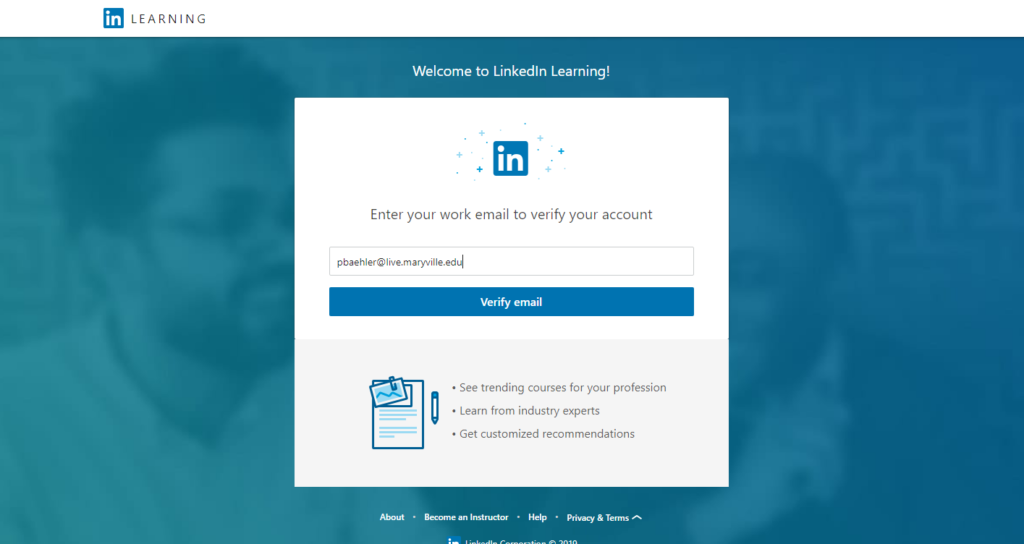 in LEARNING
Welcome to LinkedIn Learning!
in
Enter your work email to verify your account
pbaehler@live.maryville.edu
Verify email
• See trending courses for your profession
• Learn from industry experts
• Get customized recommendations
About • Become an Instructor • Help • Privacy & Terms
in LinkedIn Corporation © 2019